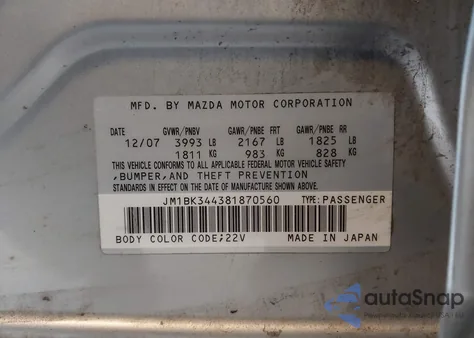 MFD. BY MAZDA MOTOR CORPORATION
GVWR/PNBV GAWR/PNBE FRT GAWR/PNBE RR
12/07 3993 LB 2167 LB 1825 LB
1811 KG 983 KG 828 KG
THIS VEHICLE CONFORMS TO ALL APPLICABLE FEDERAL MOTOR VEHICLE SAFETY
,BUMPER,AND THEFT PREVENTION
STANDARDS IN EFFECT ON THE DATE OF MANUFACTURE SHOWN ABOVE.
JM1BK344381870560 TYPE:PASSENGER
BODY COLOR CODE;22V MADE IN JAPAN
autoSnap